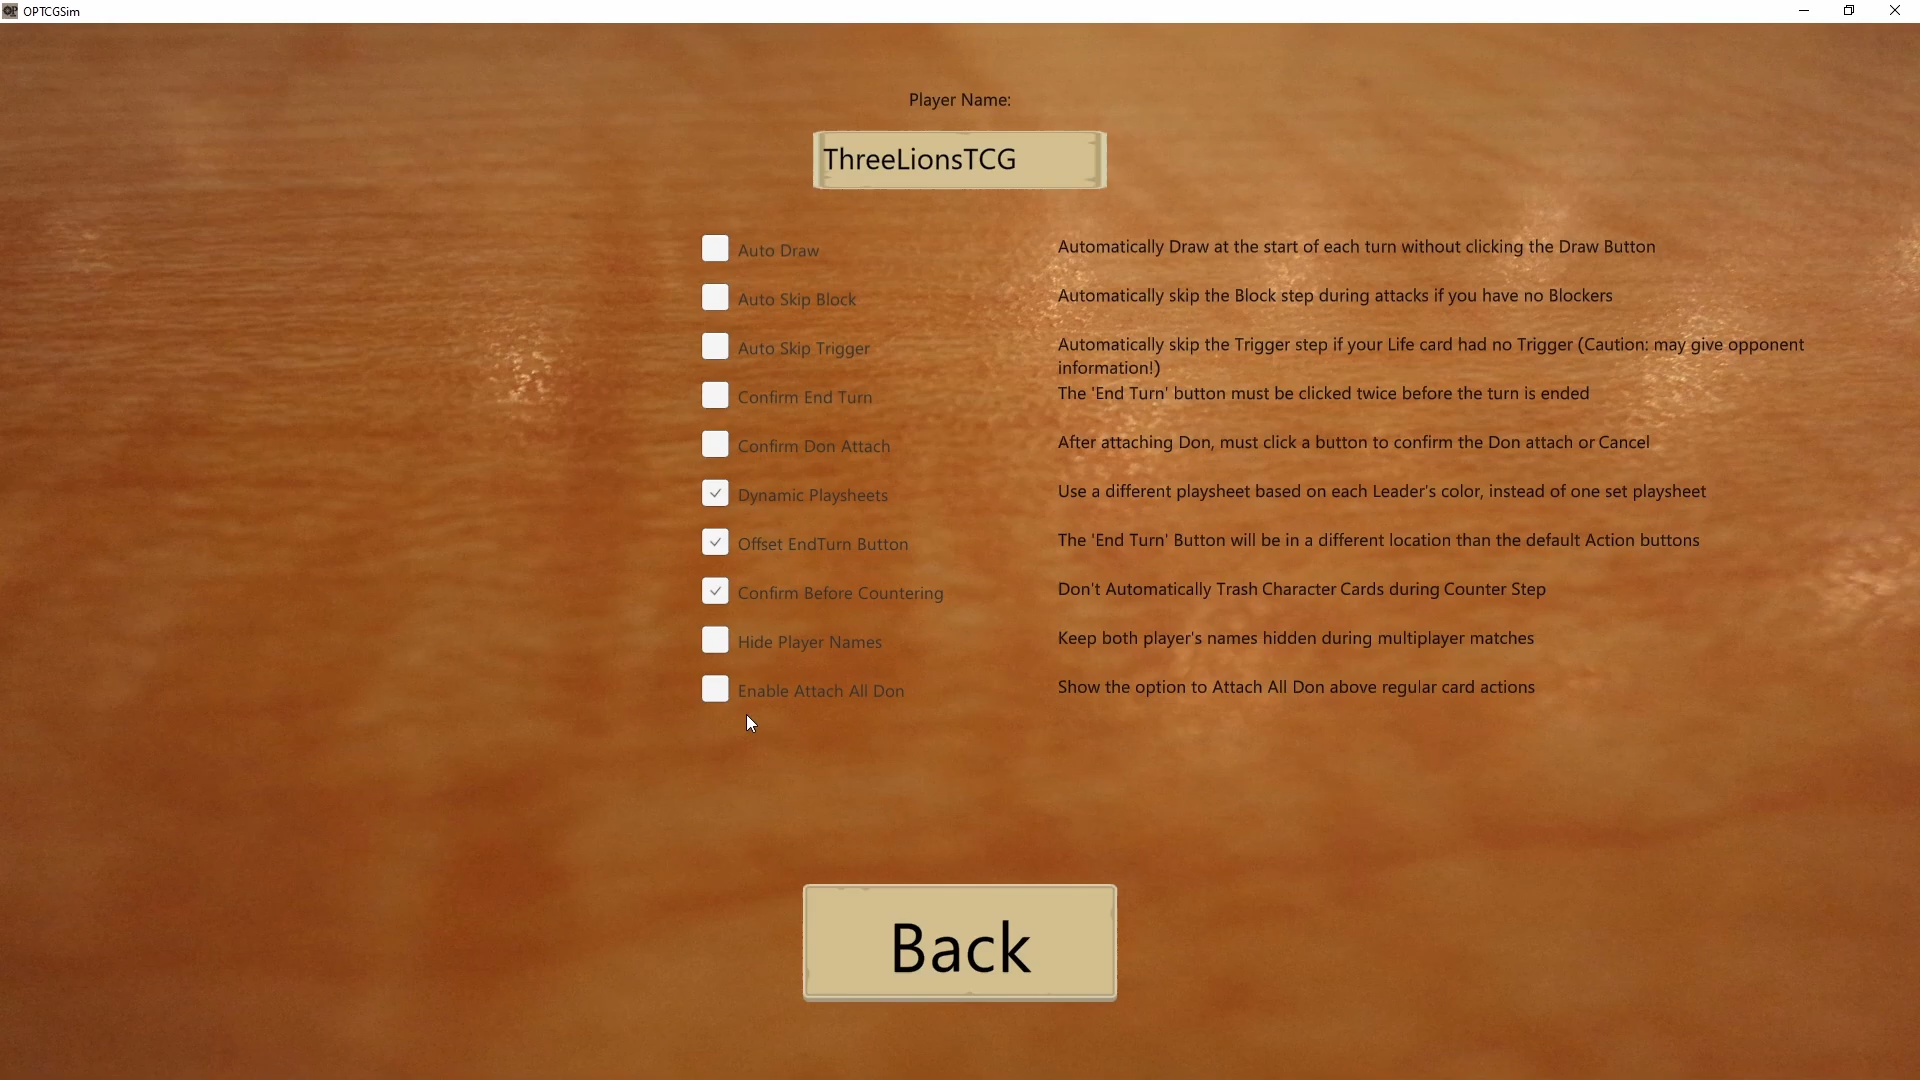 OPTCGSim
Player Name:
ThreeLionsTCG
Auto Draw
Automatically Draw at the start of each turn without clicking the Draw Button
Auto Skip Block
Automatically skip the Block step during attacks if you have no Blockers
Auto Skip Trigger
Automatically skip the Trigger step if your Life card had no Trigger (Caution: may give opponent
information!)
Confirm End Turn
The 'End Turn' button must be clicked twice before the turn is ended
Confirm Don Attach
After attaching Don, must click a button to confirm the Don attach or Cancel
Dynamic Playsheets
Use a different playsheet based on each Leader's color, instead of one set playsheet
Offset EndTurn Button
The 'End Turn' Button will be in a different location than the default Action buttons
Confirm Before Countering
Don't Automatically Trash Character Cards during Counter Step
Hide Player Names
Keep both player's names hidden during multiplayer matches
Enable Attach All Don
Show the option to Attach All Don above regular card actions
Back